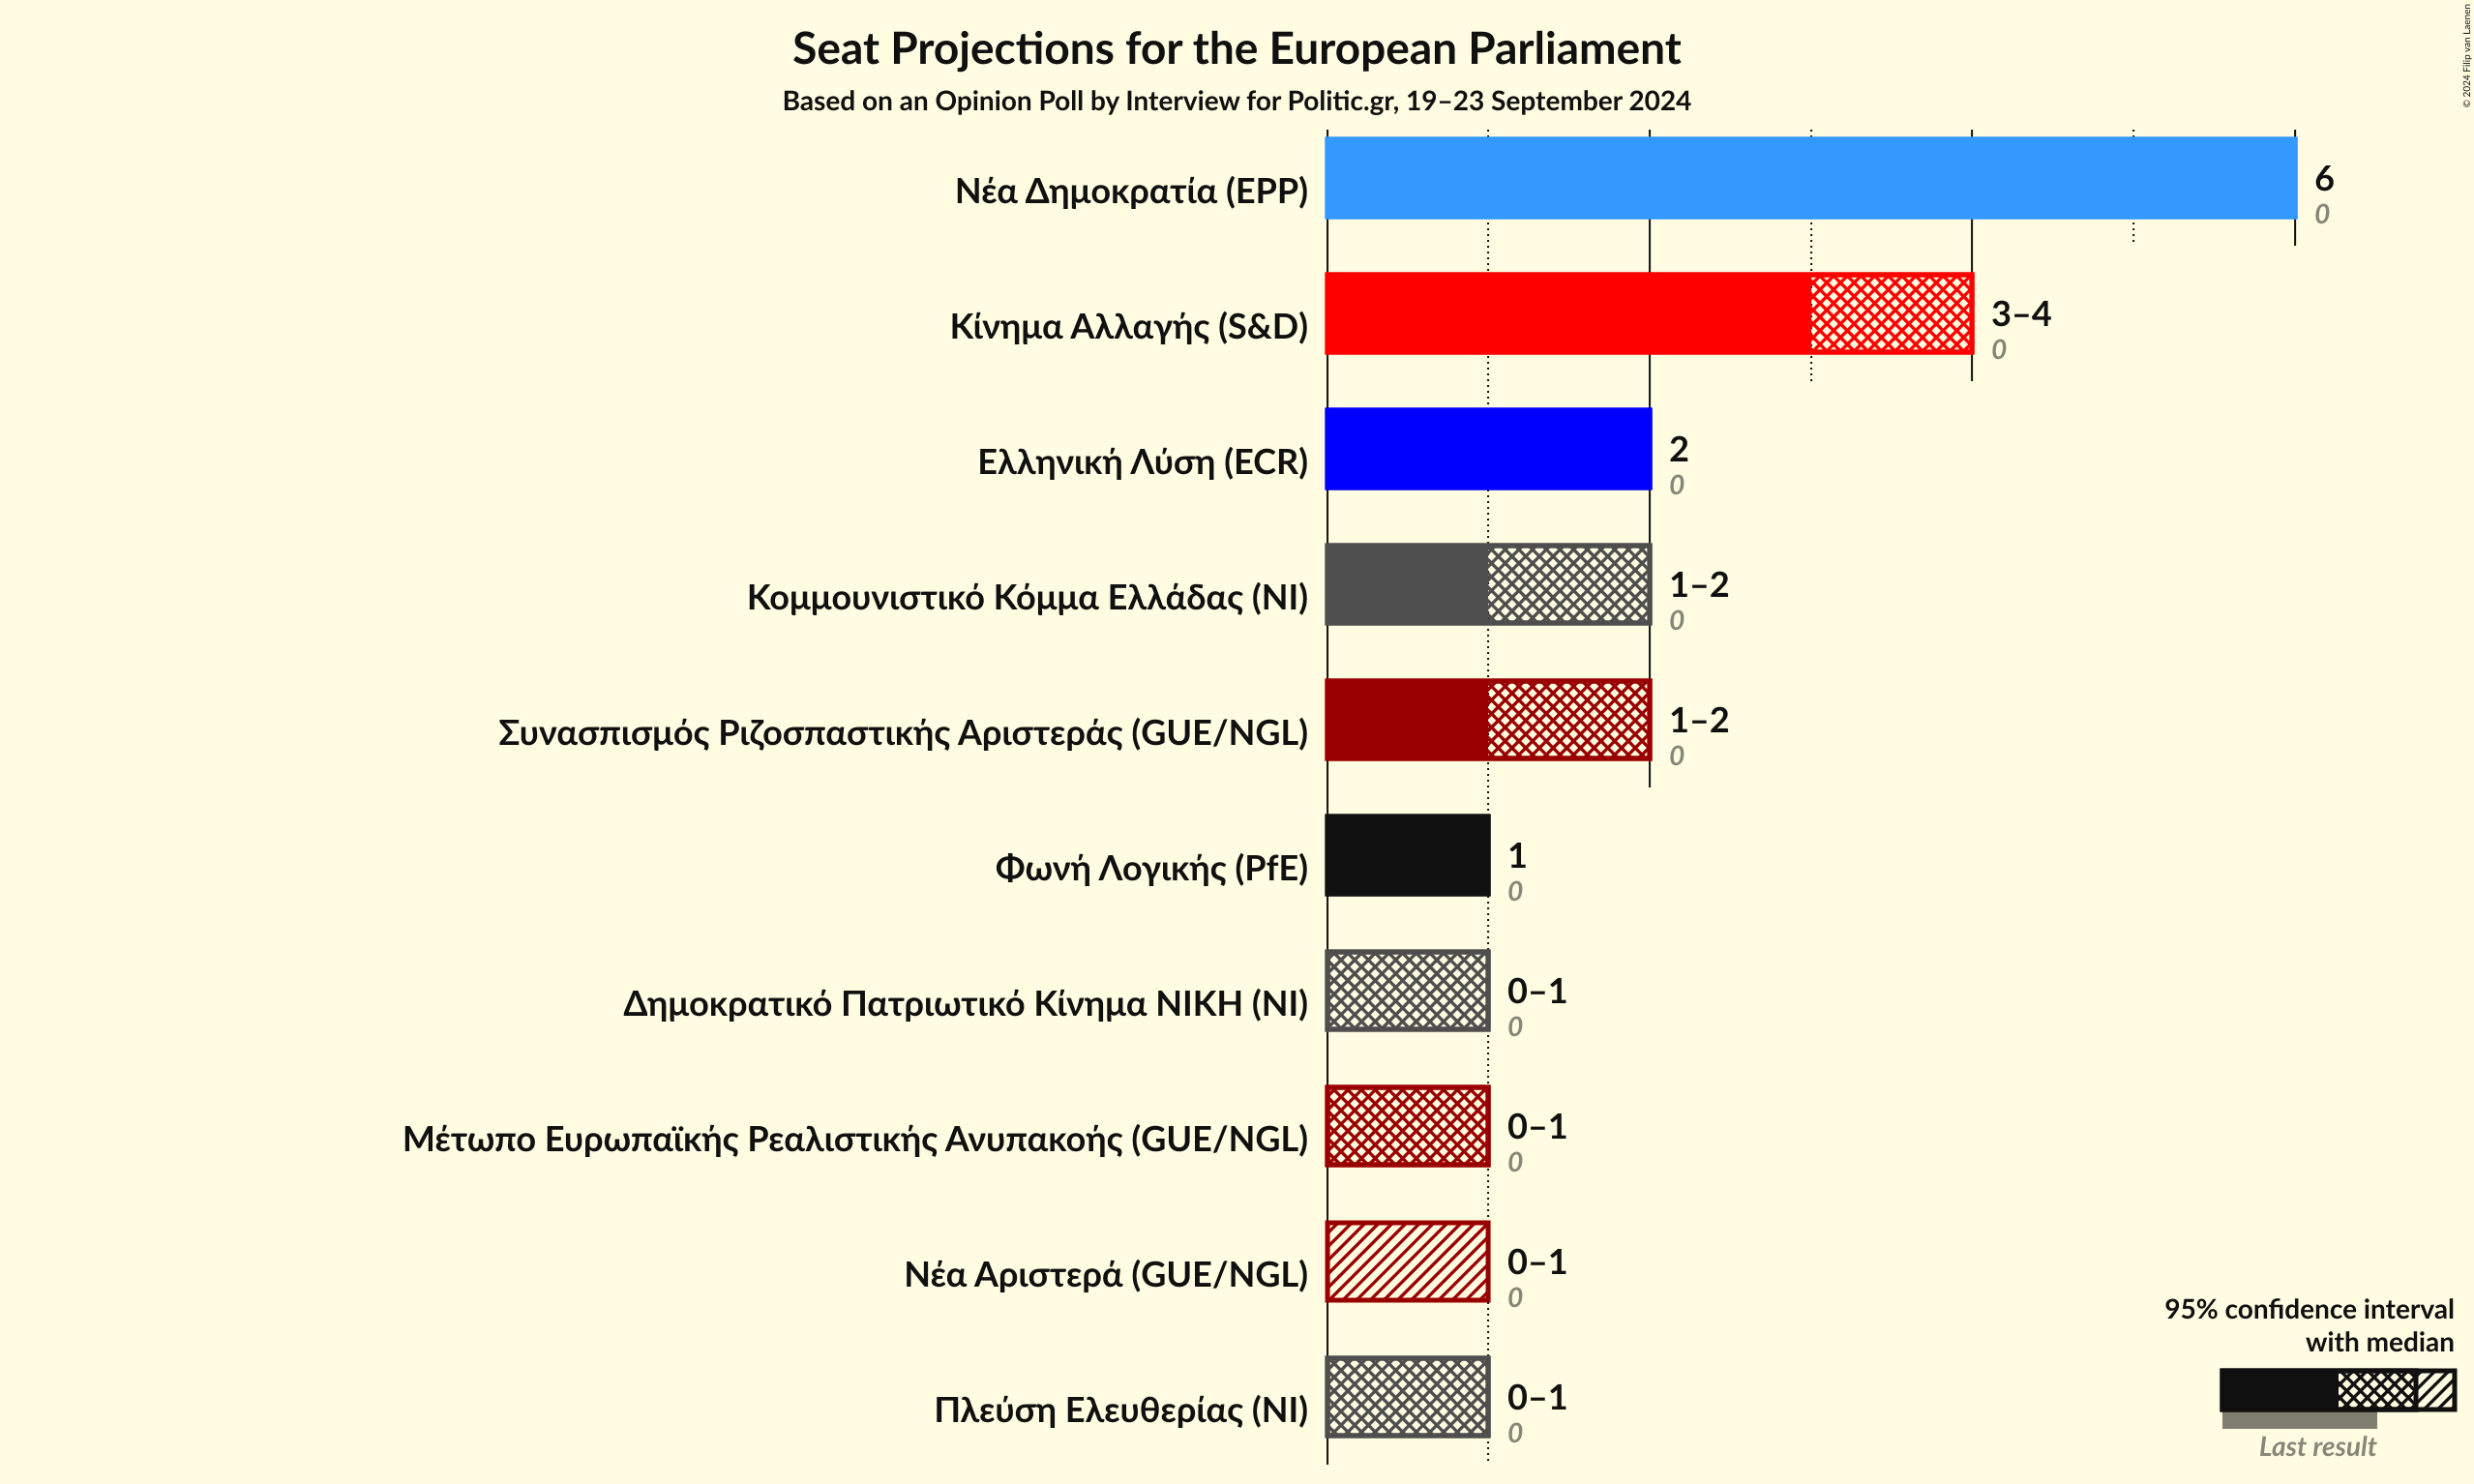 Seat Projections for the European Parliament
Based on an Opinion Poll by Interview for Politic.gr, 19–23 September 2024
© 2024 Filip van Laenen
Νέα Δημοκρατία (EPP)
6
0
Κίνημα Αλλαγής (S&D)
3–4
0
Ελληνική Λύση (ECR)
2
0
Κομμουνιστικό Κόμμα Ελλάδας (NI)
1–2
0
Συνασπισμός Ριζοσπαστικής Αριστεράς (GUE/NGL)
1–2
0
Φωνή Λογικής (PfE)
1
0
Δημοκρατικό Πατριωτικό Κίνημα ΝΙΚΗ (NI)
0–1
0
Μέτωπο Ευρωπαϊκής Ρεαλιστικής Ανυπακοής (GUE/NGL)
0–1
0
Νέα Αριστερά (GUE/NGL)
0–1
0
Πλεύση Ελευθερίας (NI)
0–1
0
95% confidence interval
with median
Last result